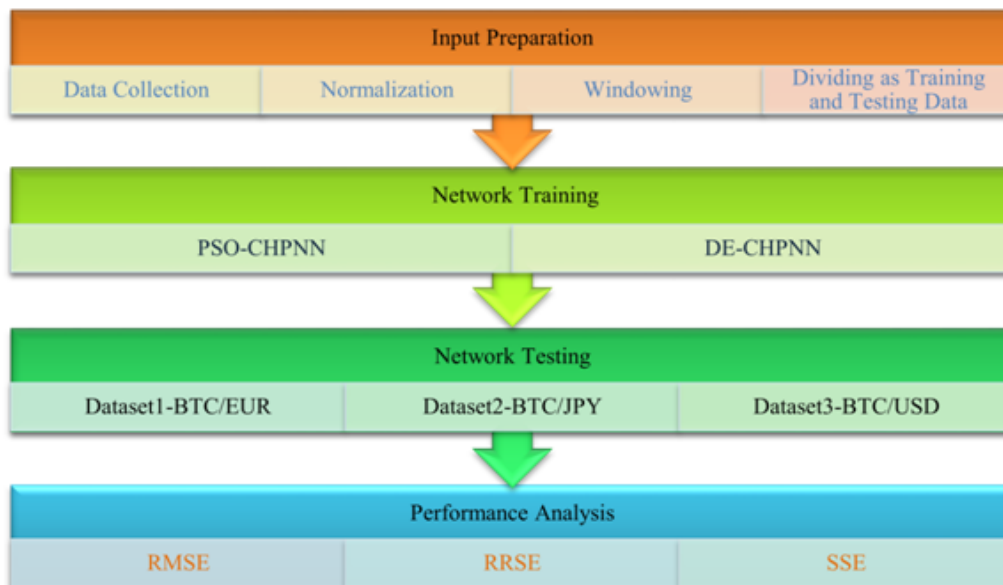 Input Preparation
Data Collection
Normalization
Windowing
Dividing as Training
and Testing Data
Network Training
PSO-CHPNN
DE-CHPNN
Network Testing
Dataset1-BTC/EUR
Dataset2-BTC/JPY
Dataset3-BTC/USD
Performance Analysis
RMSE
RRSE
SSE